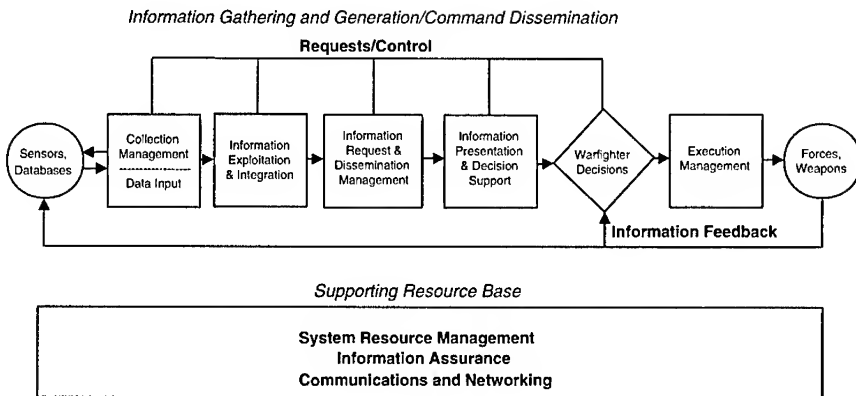 Information Gathering and Generation/Command Dissemination
Requests/Control
Sensors,
Databases
Collection
Management
Data Input
Information
Exploitation
& Integration
Information
Request &
Dissemination
Management
Information
Presentation
& Decision
Support
Warfighter
Decisions
Execution
Management
Forces,
Weapons
Information Feedback
Supporting Resource Base
System Resource Management
Information Assurance
Communications and Networking